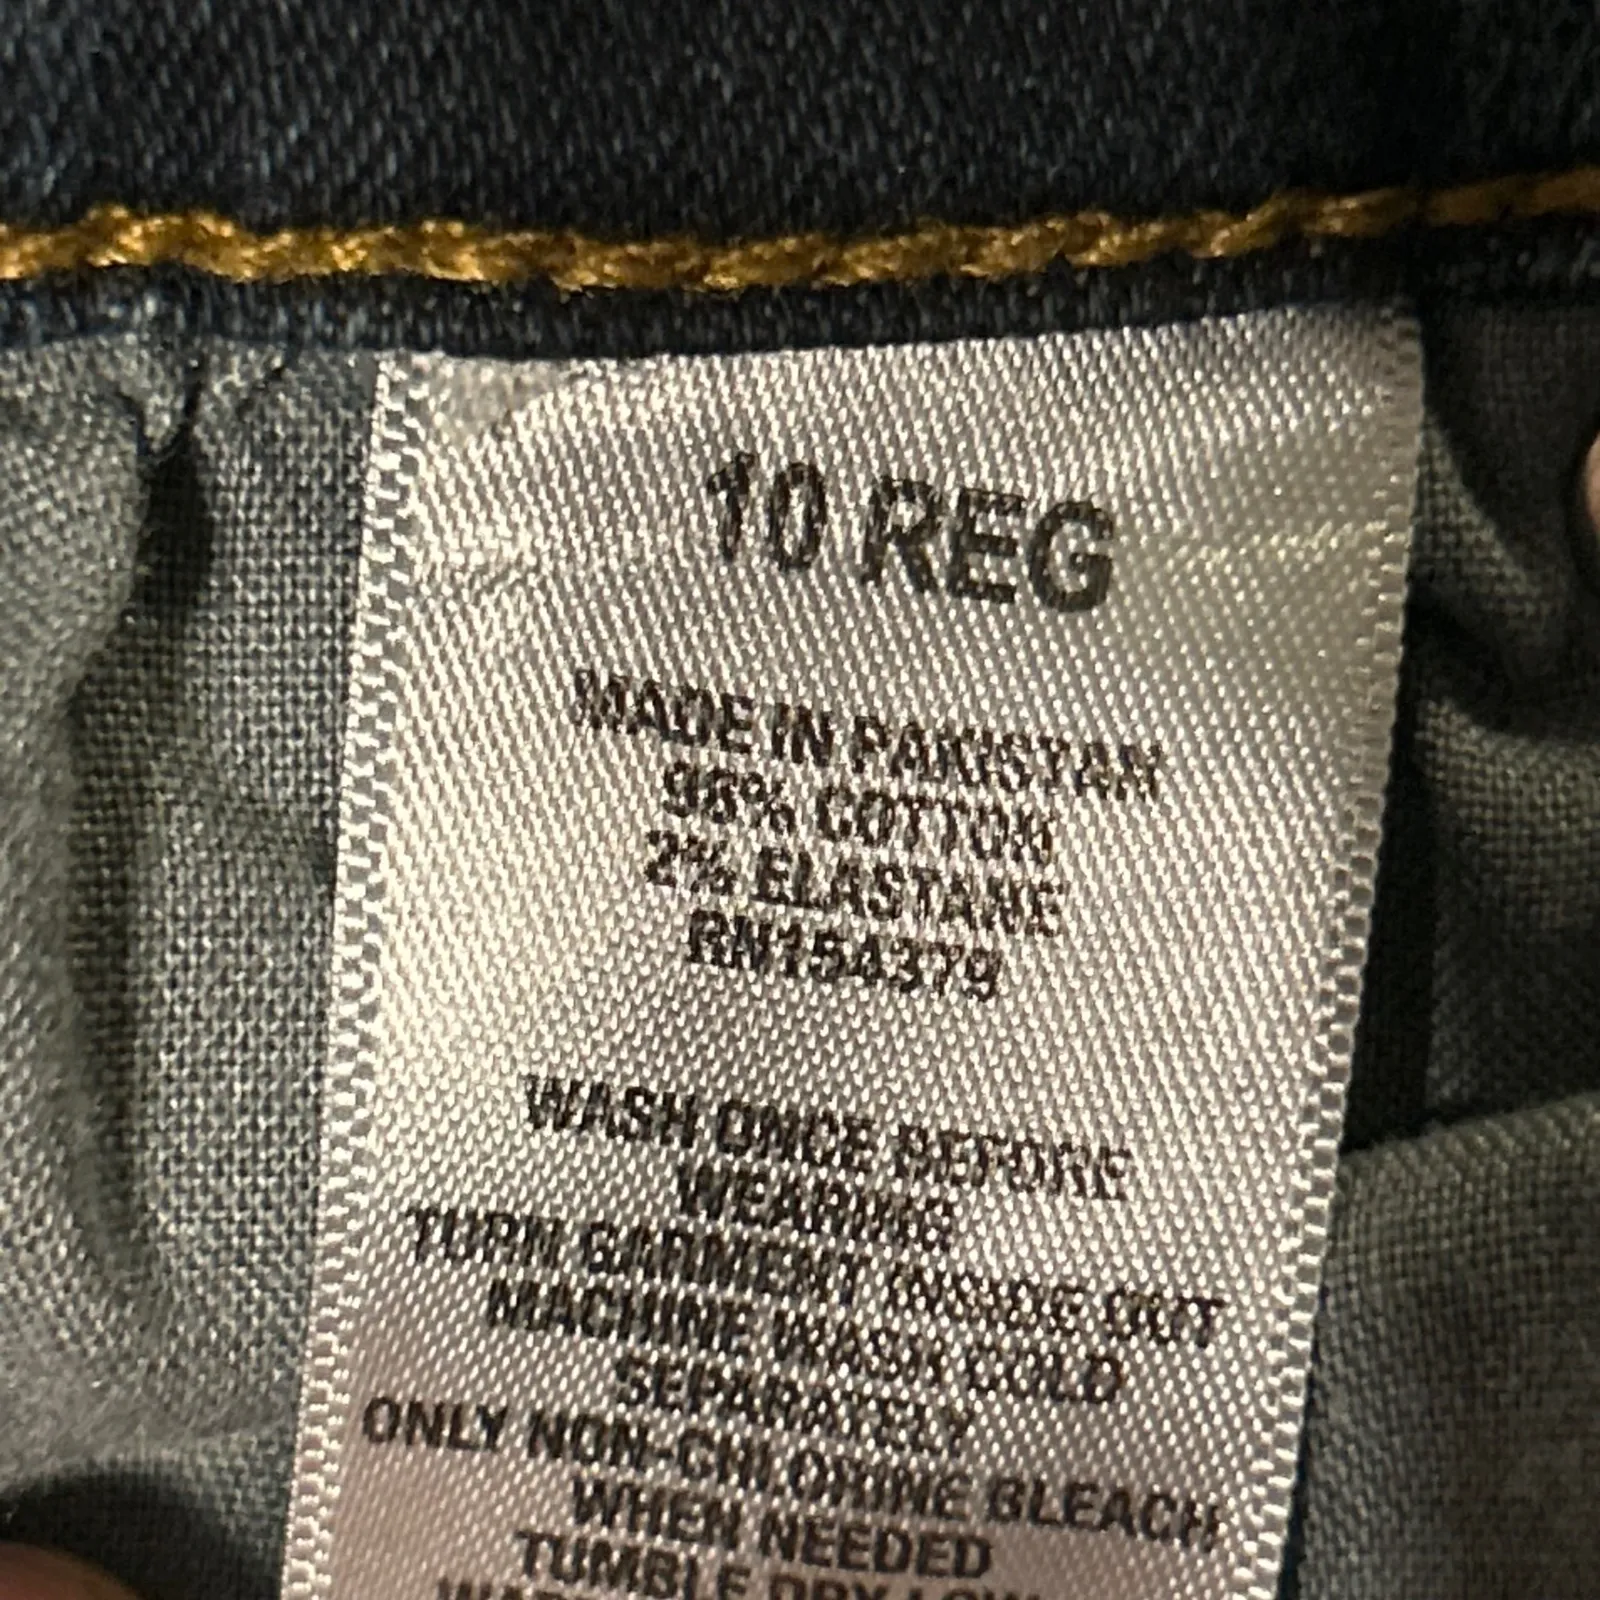 10 REG
MADE IN PAKISTAN
98% COTTON
2% ELASTANE
RN154379
WASH ONCE BEFORE
WEARING
TURN GARMENT INSIDE OUT
MACHINE WASH COLD
SEPARATELY
ONLY NON-CHLORINE BLEACH
WHEN NEEDED
TUMBLE DRY LOW